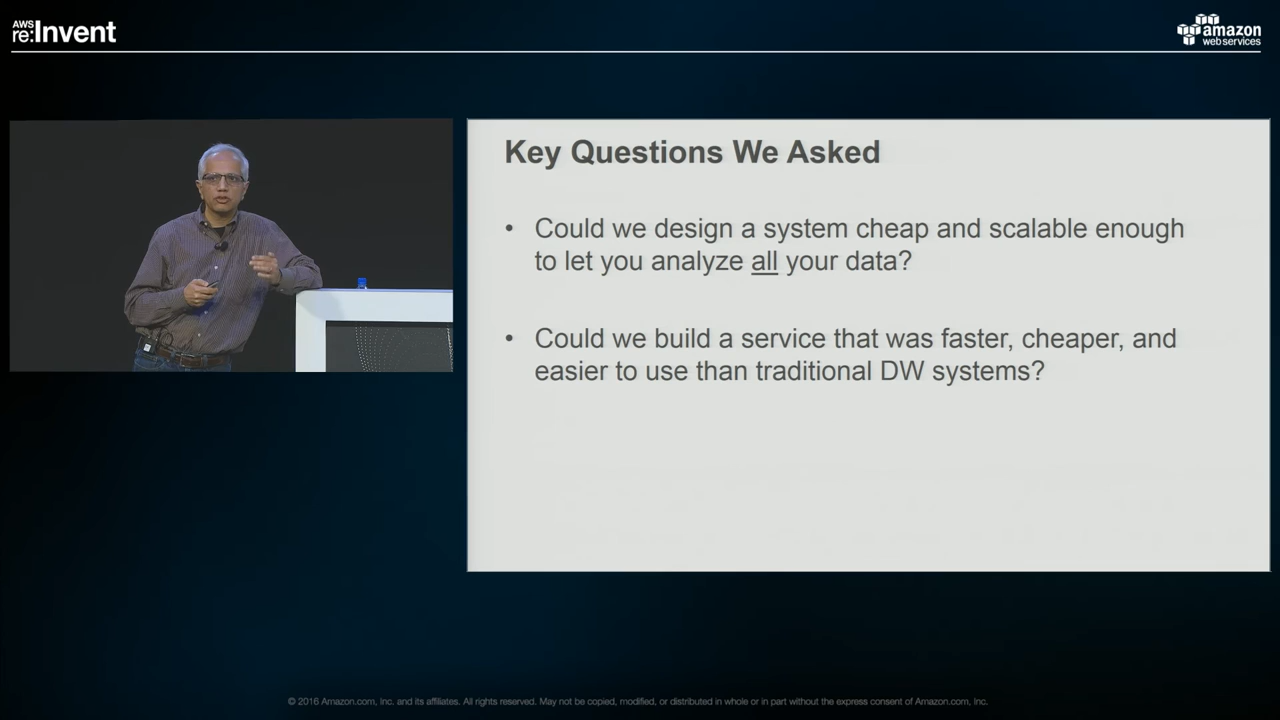 AWS
re:Invent
amazon
web services
Key Questions We Asked
• Could we design a system cheap and scalable enough
to let you analyze all your data?
• Could we build a service that was faster, cheaper, and
easier to use than traditional DW systems?
© 2016 Amazon.com, Inc. and its affiliates. All rights reserved. May not be copied, modified, or distributed in whole or in part without the express consent of Amazon.com, Inc.